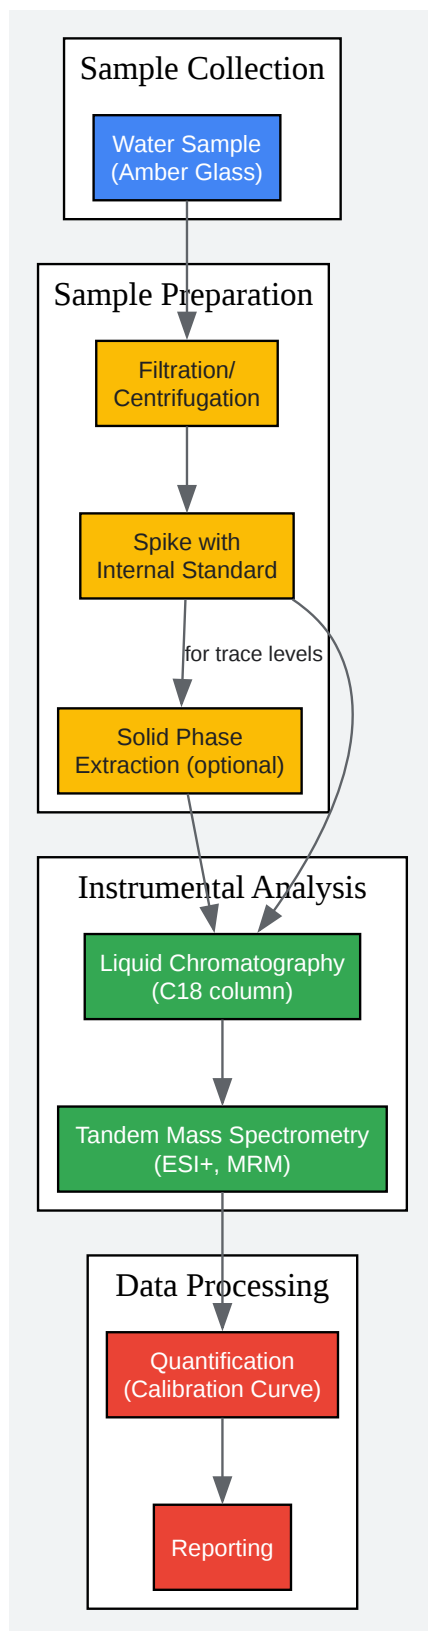 Sample Collection
Water Sample
(Amber Glass)
Sample Preparation
Filtration/
Centrifugation
Spike with
Internal Standard
for trace levels
Solid Phase
Extraction (optional)
Instrumental Analysis
Liquid Chromatography
(C18 column)
Tandem Mass Spectrometry
(ESI+, MRM)
Data Processing
Quantification
(Calibration Curve)
Reporting